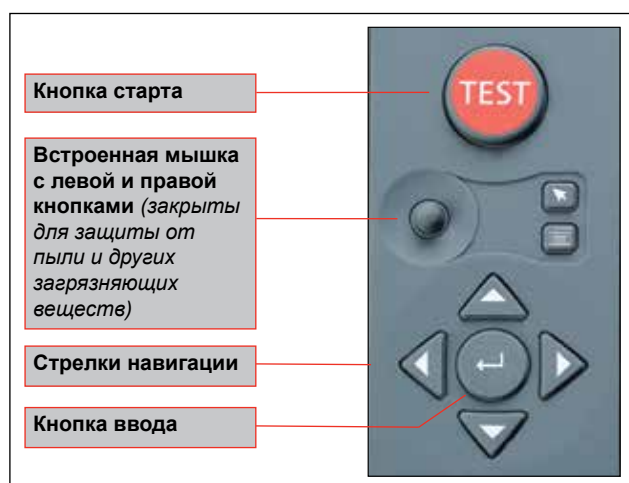 Кнопка старта
TEST
Встроенная мышка
с левой и правой
кнопками (закрыты
для защиты от
пыли и других
загрязняющих
веществ)
Стрелки навигации
Кнопка ввода